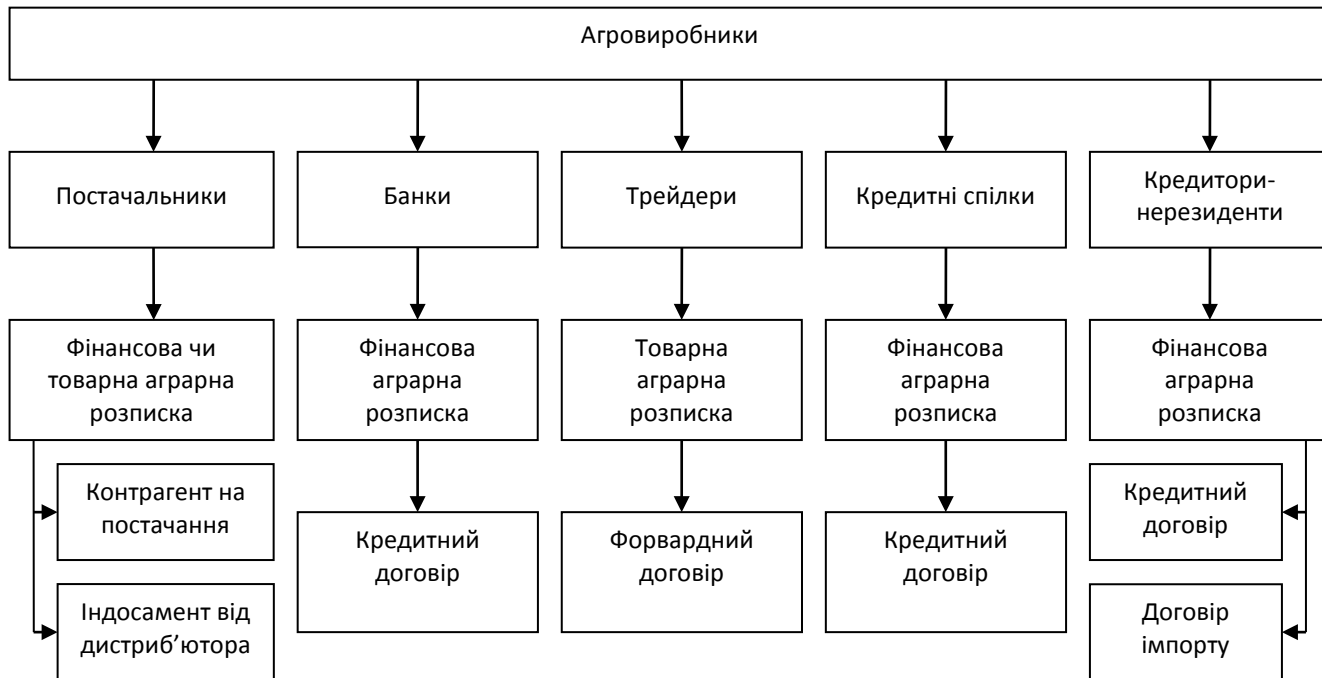 Агровиробники
Постачальники
Банки
Трейдери
Кредитні спілки
Кредитори-
нерезиденти
Фінансова чи
товарна аграрна
розписка
Фінансова
аграрна
розписка
Товарна
аграрна
розписка
Фінансова
аграрна
розписка
Фінансова
аграрна
розписка
Контрагент на
постачання
Індосамент від
дистриб’ютора
Кредитний
договір
Форвардний
договір
Кредитний
договір
Кредитний
договір
Договір
імпорту